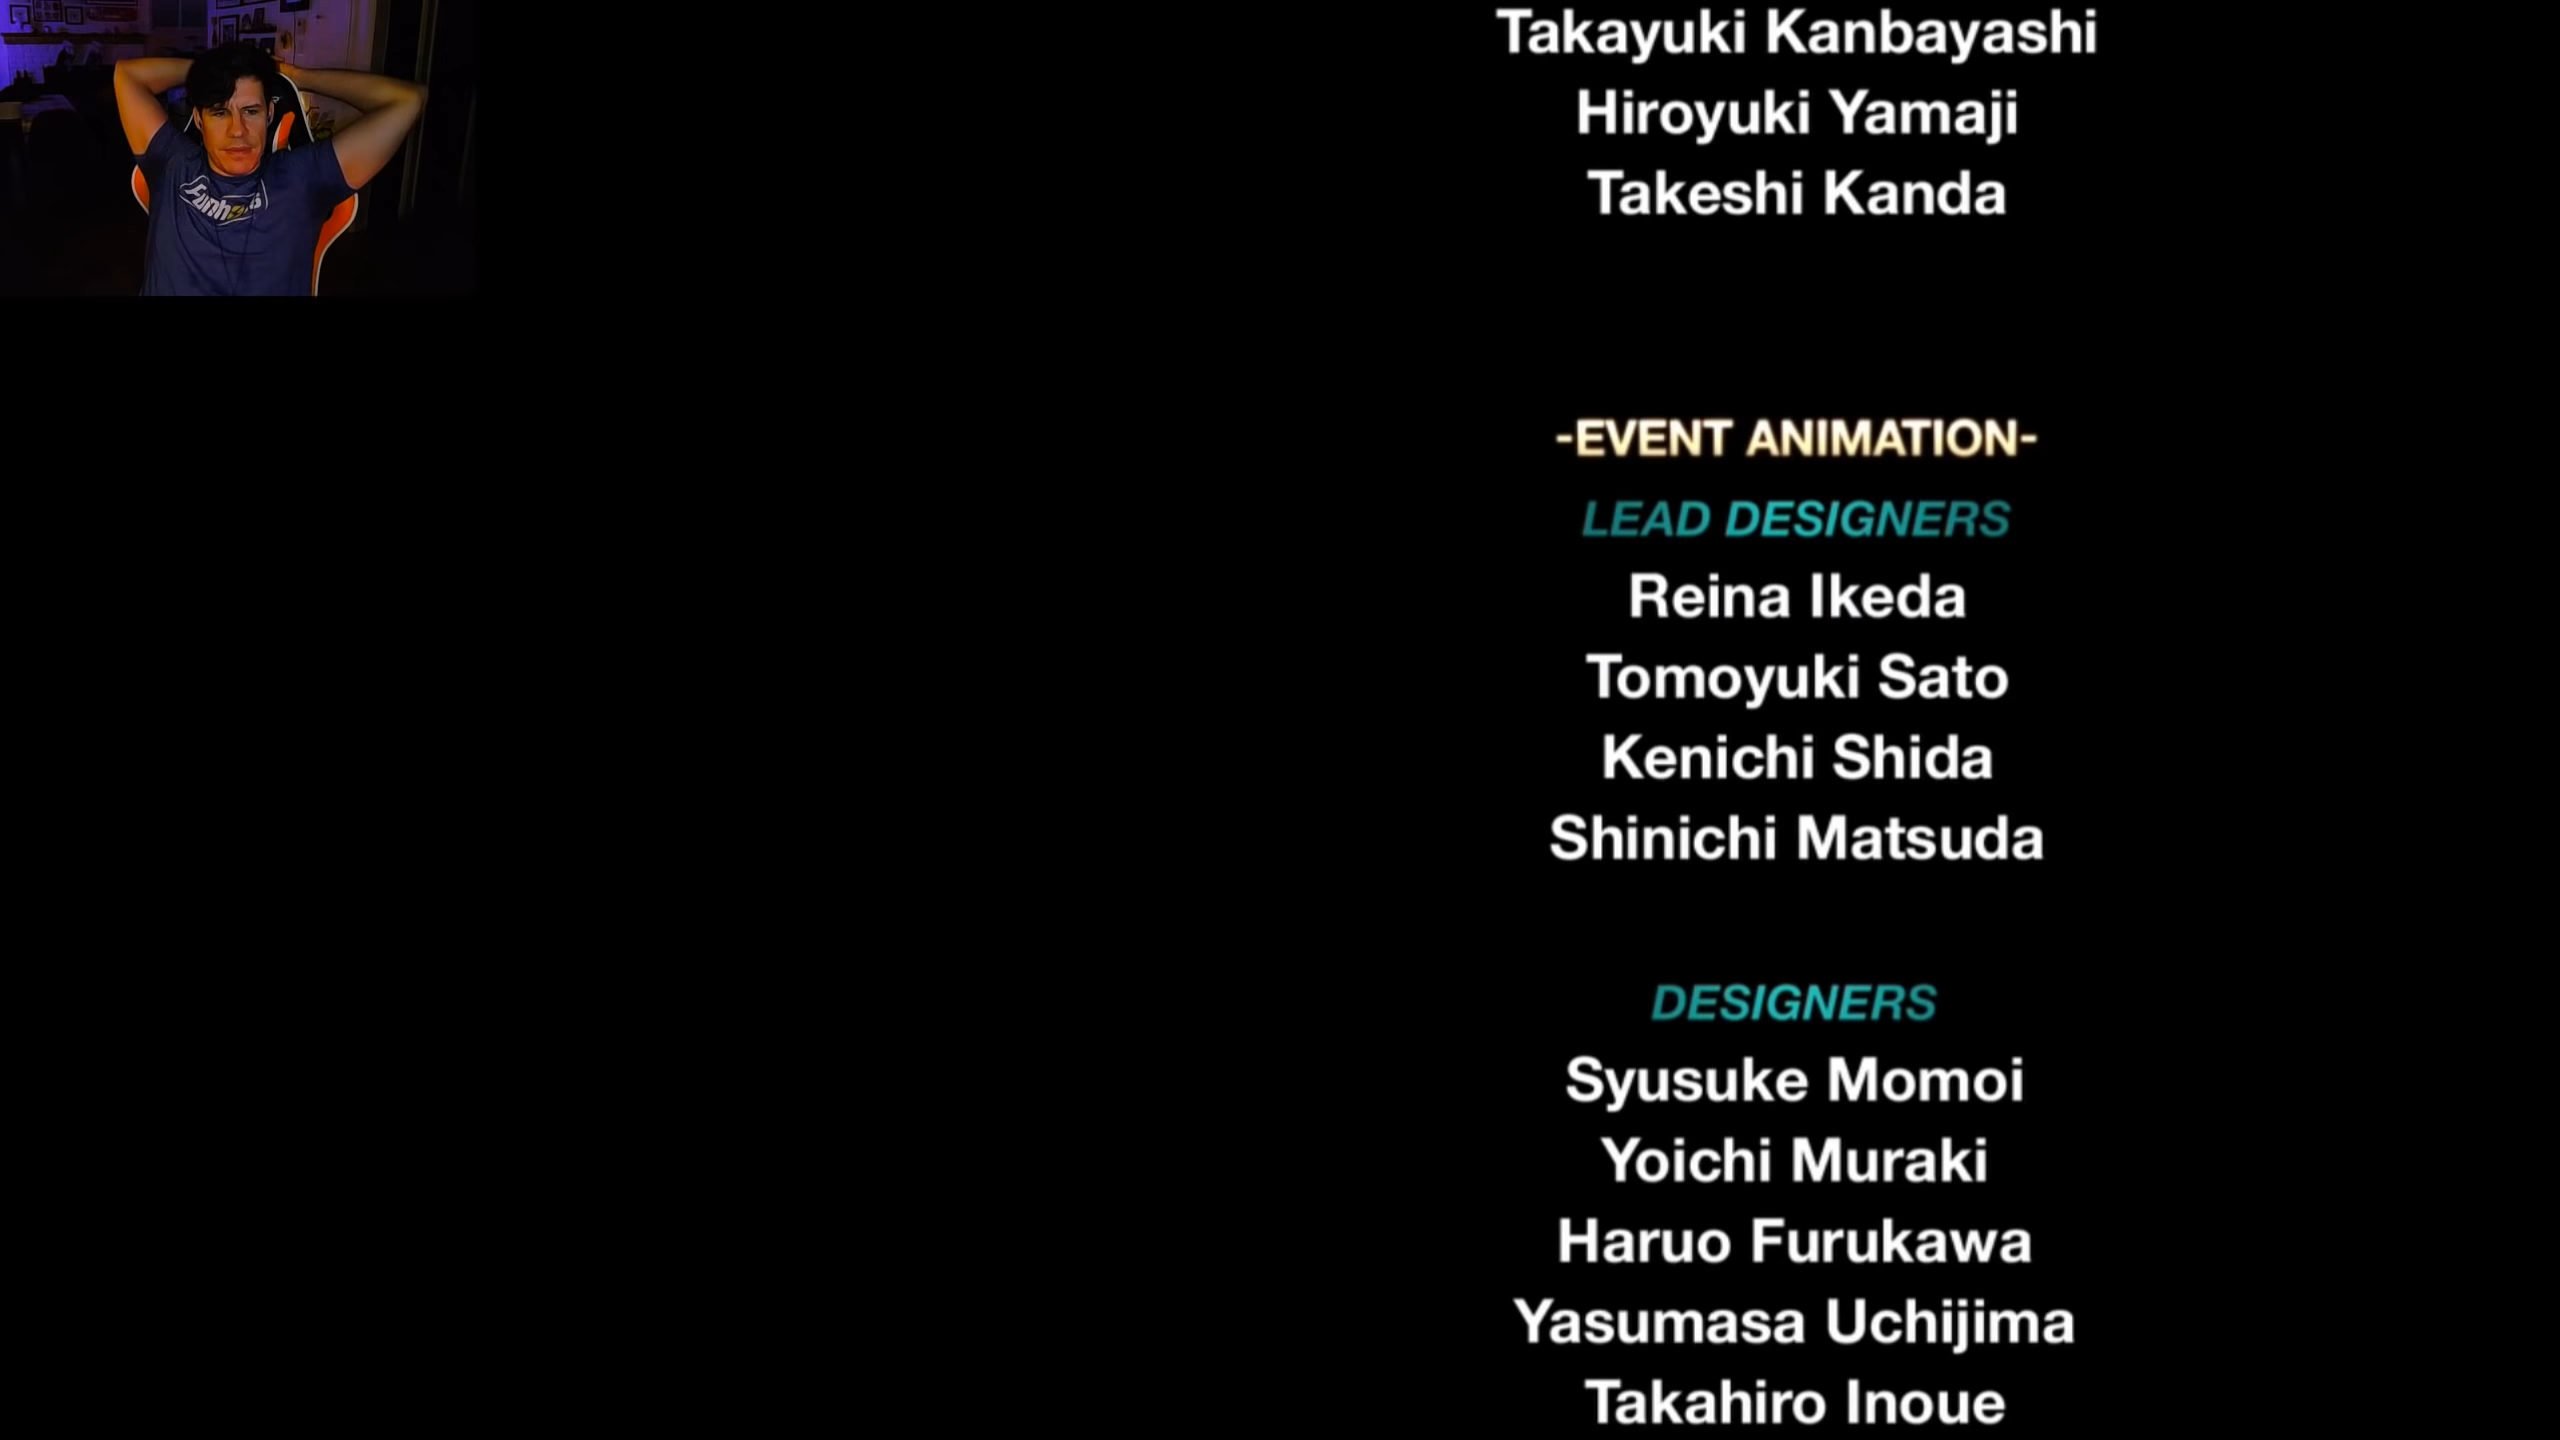 Funhaus
Takayuki Kanbayashi
Hiroyuki Yamaji
Takeshi Kanda
-EVENT ANIMATION-
LEAD DESIGNERS
Reina Ikeda
Tomoyuki Sato
Kenichi Shida
Shinichi Matsuda
DESIGNERS
Syusuke Momoi
Yoichi Muraki
Haruo Furukawa
Yasumasa Uchijima
Takahiro Inoue